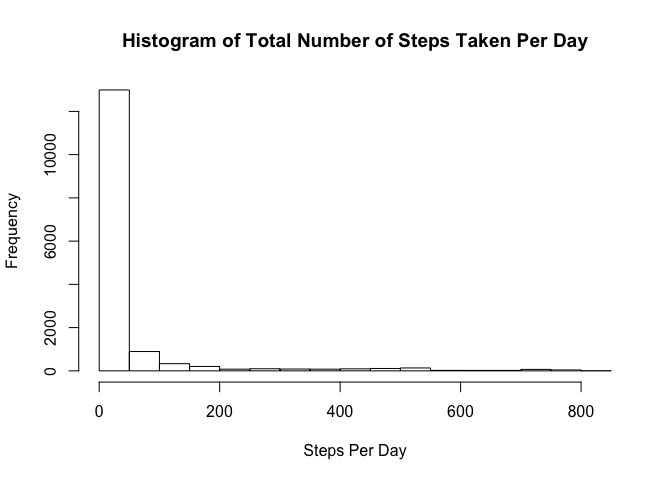 Histogram of Total Number of Steps Taken Per Day
Frequency
10000
6000
2000
0
0 200 400 600 800
Steps Per Day